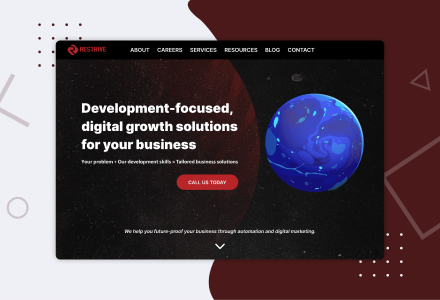 RESTRIVE
ABOUT CAREERS SERVICES RESOURCES BLOG CONTACT
Development-focused,
digital growth solutions
for your business
Your problem + Our development skills = Tailored business solutions
CALL US TODAY
We help you future-proof your business through automation and digital marketing.